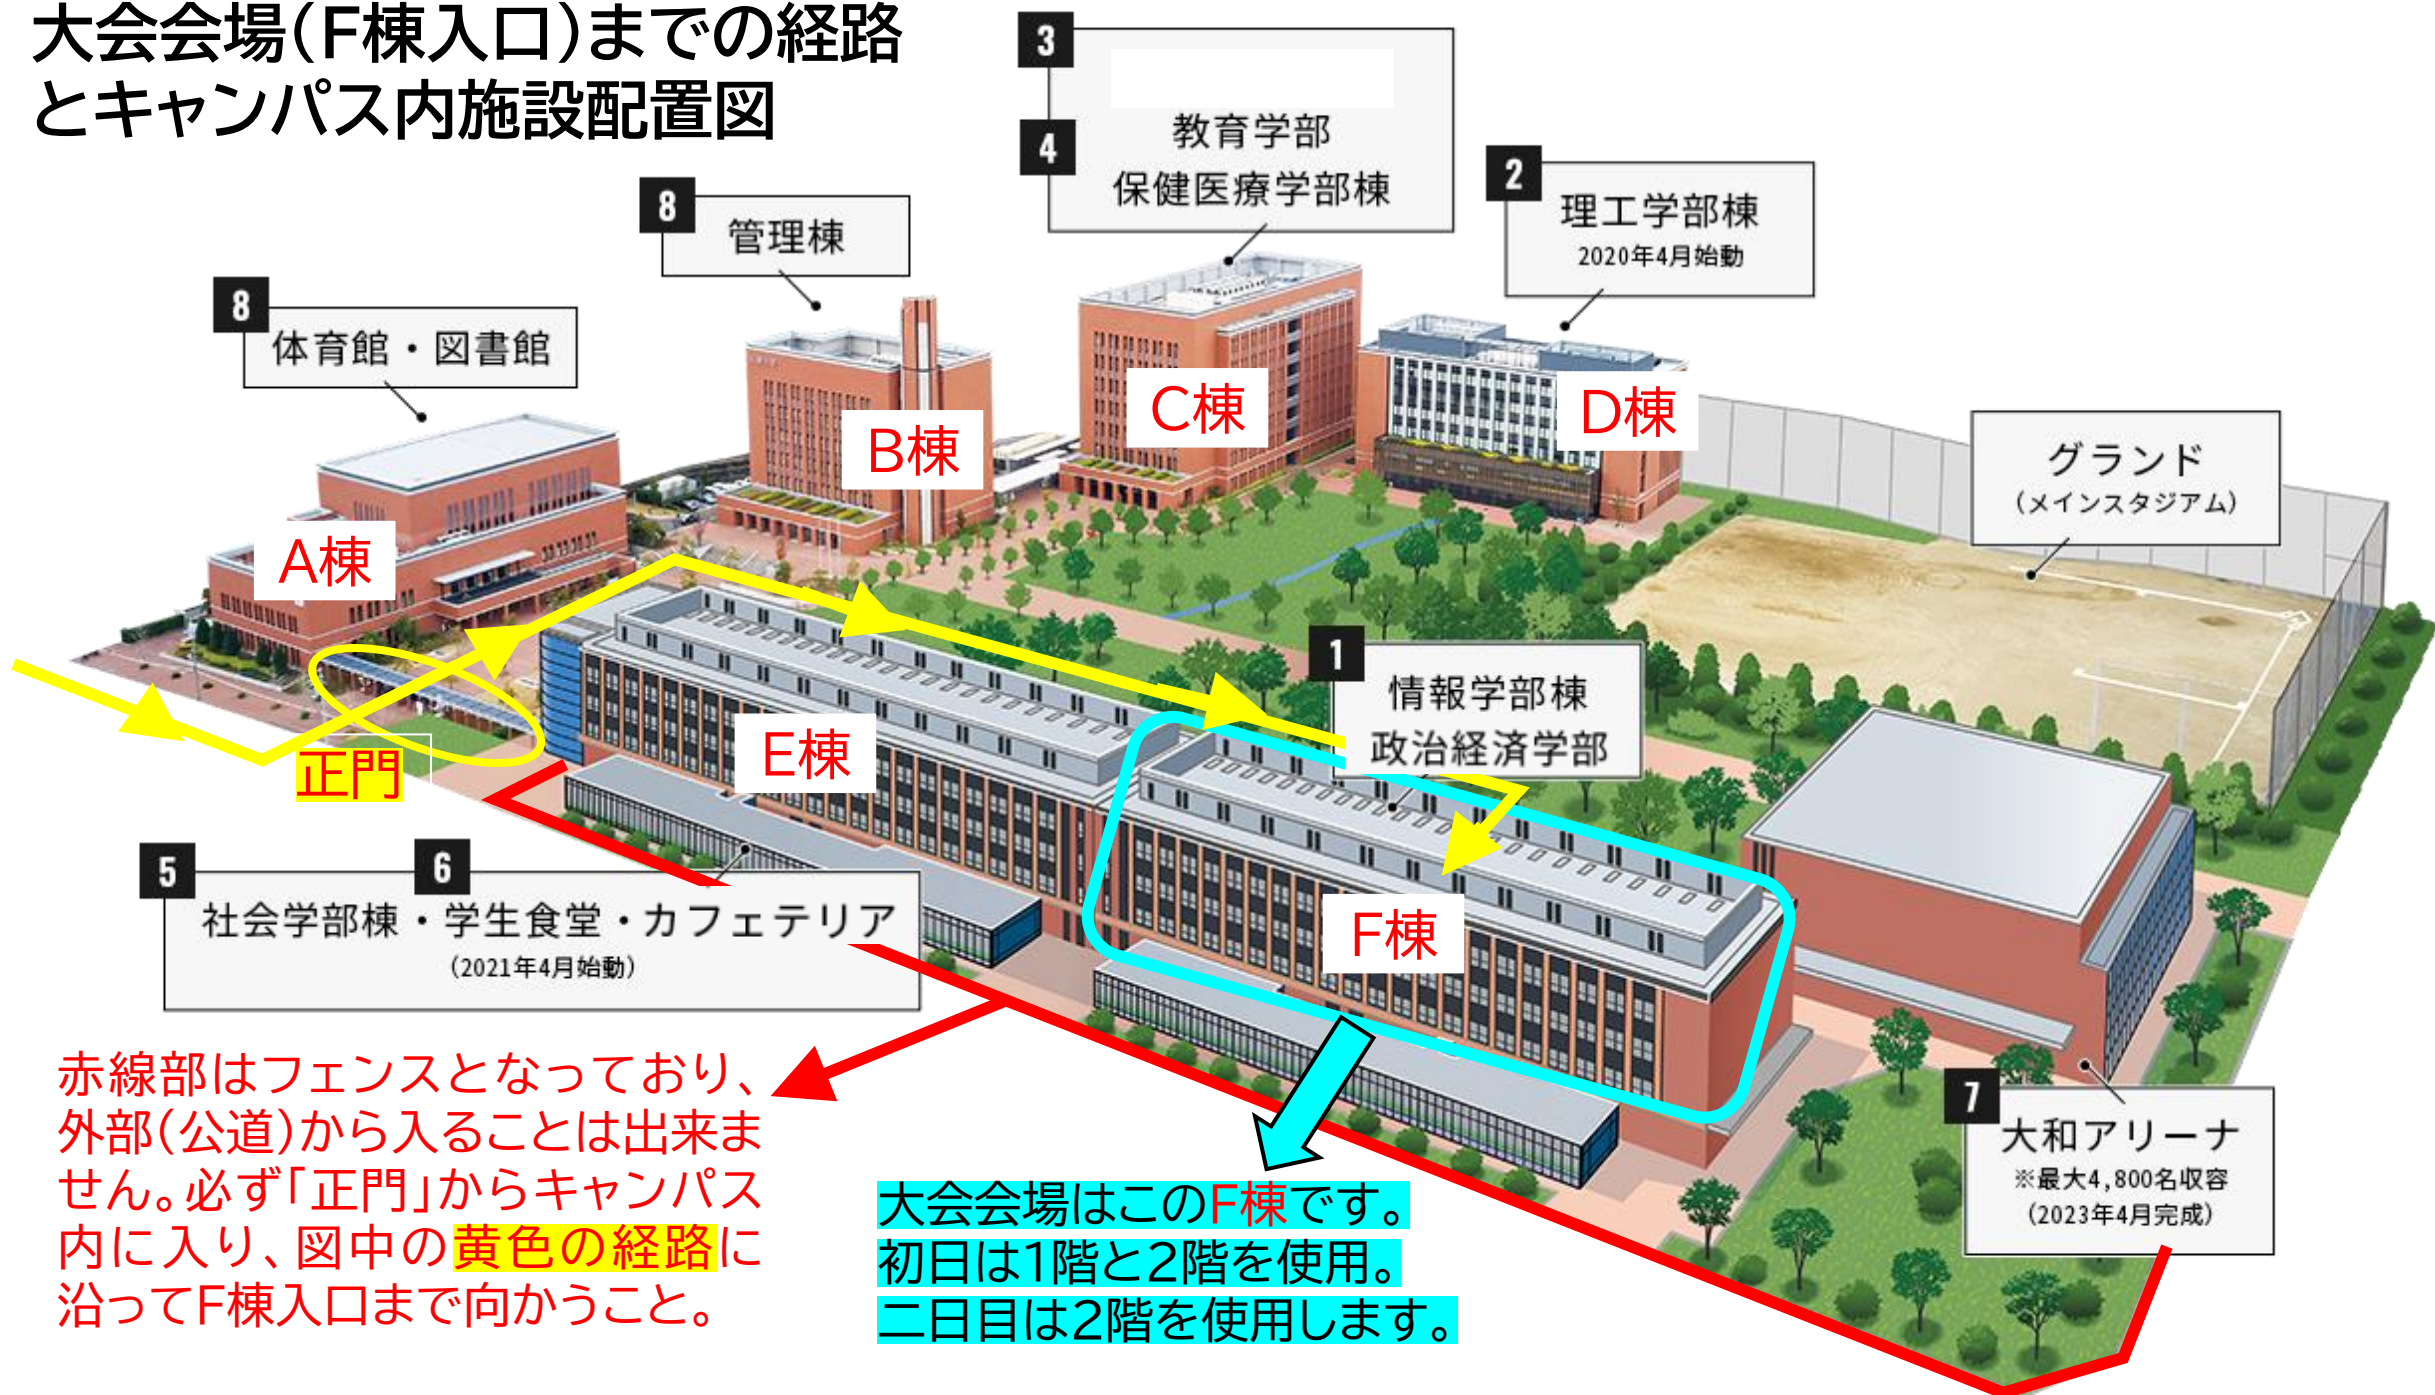 大会会場(F棟入口)までの経路
とキャンパス内施設配置図
3
4
教育学部
保健医療学部棟
2
理工学部棟
2020年4月始動
8
管理棟
8
体育館・図書館
A棟
B棟
C棟
D棟
グランド
(メインスタジアム)
1
情報学部棟
政治経済学部
正門
E棟
F棟
5
6
社会学部棟・学生食堂・カフェテリア
(2021年4月始動)
7
大和アリーナ
※最大4,800名収容
(2023年4月完成)
赤線部はフェンスとなっており、
外部(公道)から入ることは出来ま
せん。必ず「正門」からキャンパス
内に入り、図中の黄色の経路に
沿ってF棟入口まで向かうこと。
大会会場はこのF棟です。
初日は1階と2階を使用。
二日目は2階を使用します。